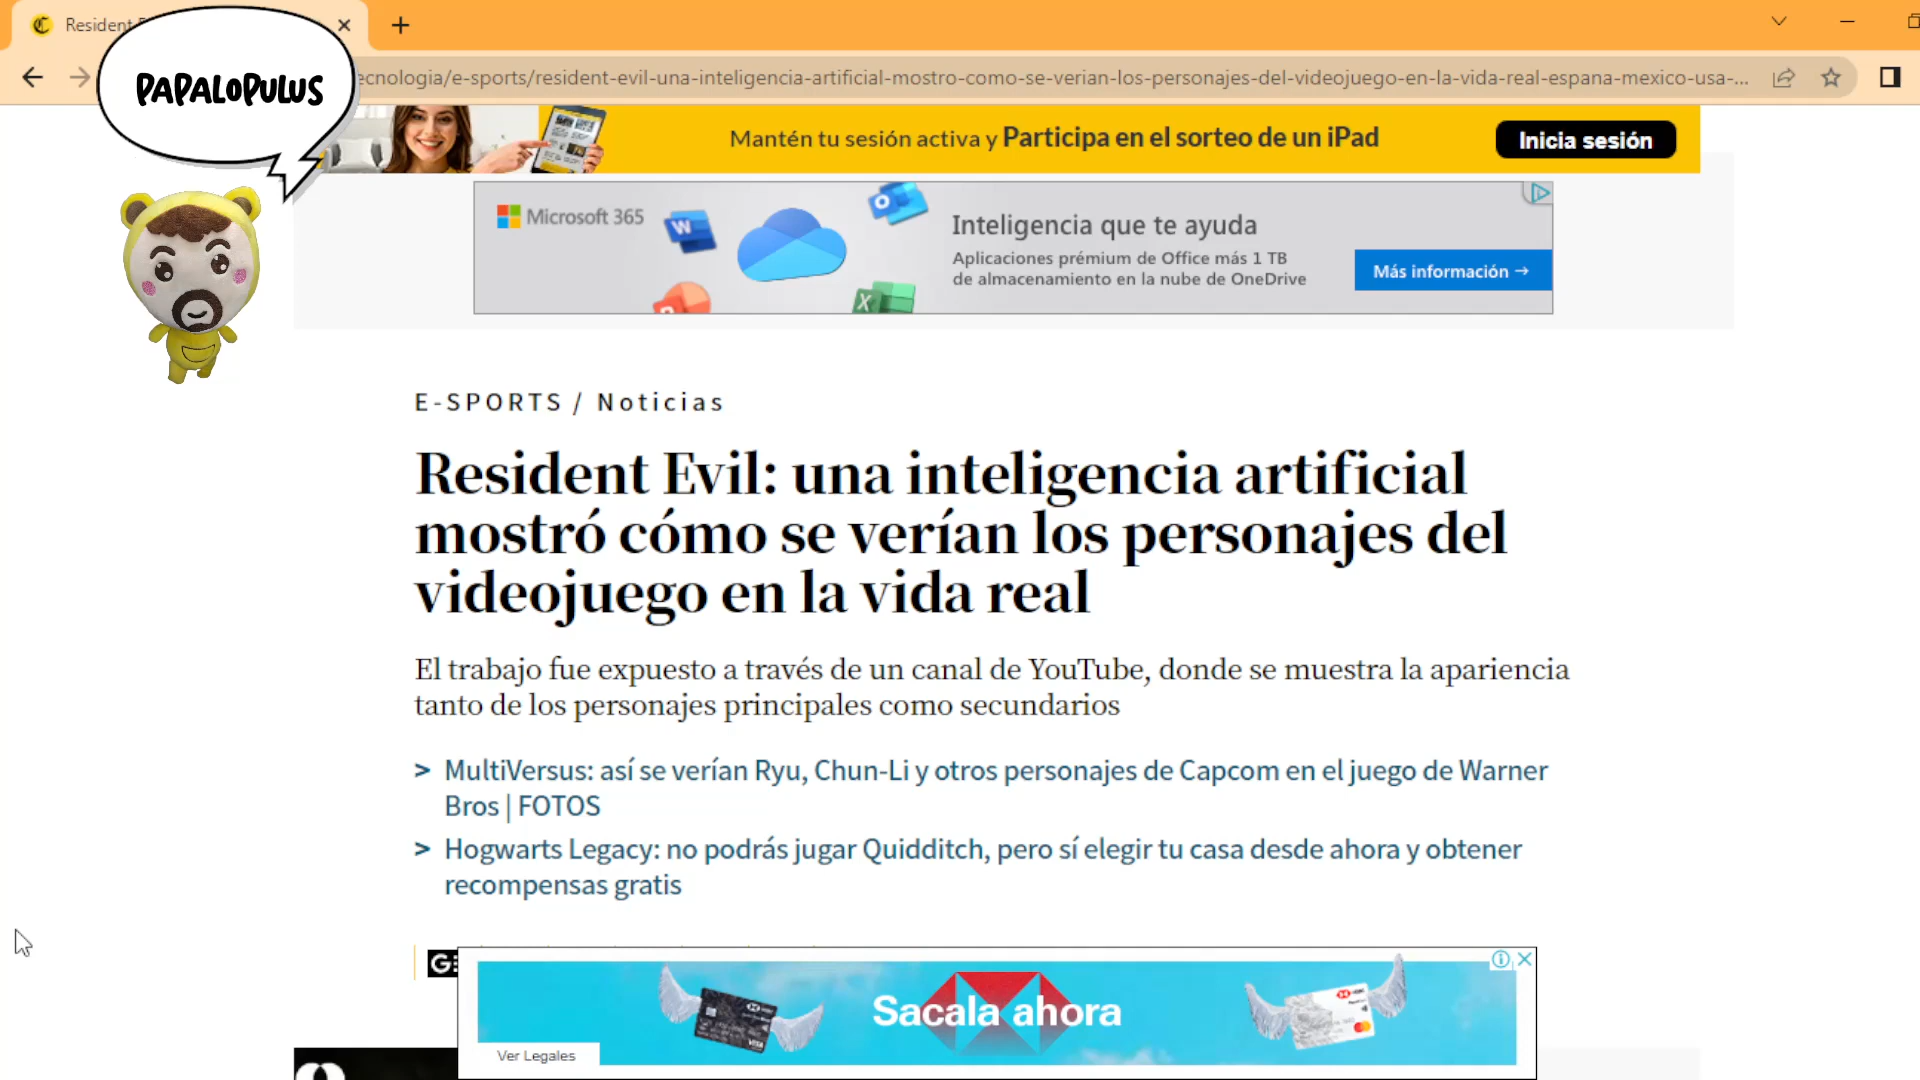 Resident
PAPALOPULUS
ecnologia/e-sports/resident-evil-una-inteligencia-artificial-mostro-como-se-verian-los-personajes-del-videojuego-en-la-vida-real-espana-mexico-usa-...
Mantén tu sesión activa y Participa en el sorteo de un iPad
Inicia sesión
Microsoft 365
Inteligencia que te ayuda
Aplicaciones prémium de Office más 1 TB
de almacenamiento en la nube de OneDrive
Más información →
E-SPORTS / Noticias
Resident Evil: una inteligencia artificial
mostró cómo se verían los personajes del
videojuego en la vida real
El trabajo fue expuesto a través de un canal de YouTube, donde se muestra la apariencia
tanto de los personajes principales como secundarios
> MultiVersus: así se verían Ryu, Chun-Li y otros personajes de Capcom en el juego de Warner
Bros | FOTOS
> Hogwarts Legacy: no podrás jugar Quidditch, pero sí elegir tu casa desde ahora y obtener
recompensas gratis
Sacala ahora
Ver Legales